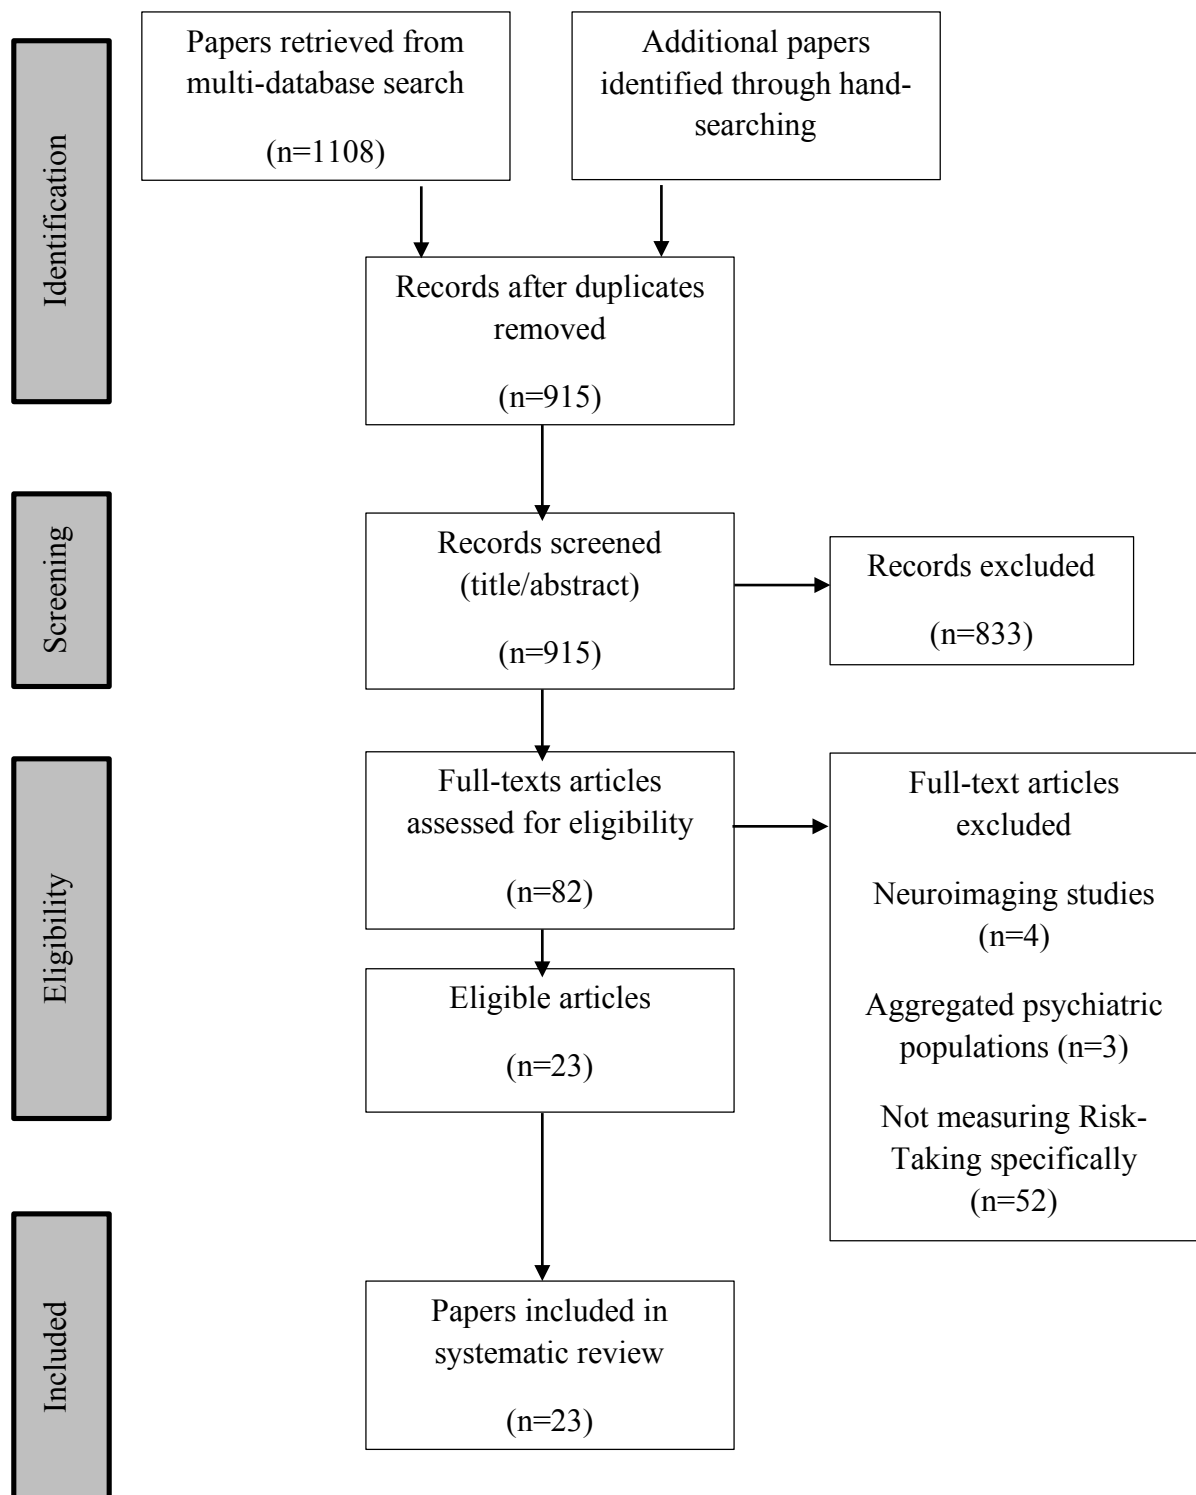 Identification
Papers retrieved from
multi-database search
(n=1108)
Additional papers
identified through hand-
searching
Records after duplicates
removed
(n=915)
Screening
Records screened
(title/abstract)
(n=915)
Records excluded
(n=833)
Eligibility
Full-texts articles
assessed for eligibility
(n=82)
Full-text articles
excluded
Neuroimaging studies
(n=4)
Aggregated psychiatric
populations (n=3)
Not measuring Risk-
Taking specifically
(n=52)
Eligible articles
(n=23)
Included
Papers included in
systematic review
(n=23)